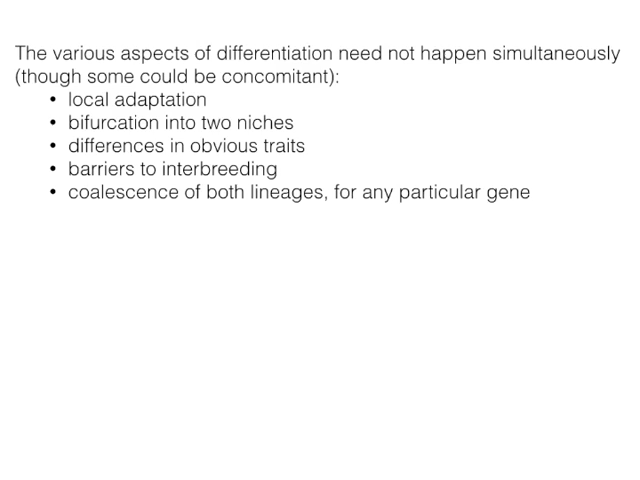 The various aspects of differentiation need not happen simultaneously
(though some could be concomitant):
• local adaptation
• bifurcation into two niches
• differences in obvious traits
• barriers to interbreeding
• coalescence of both lineages, for any particular gene